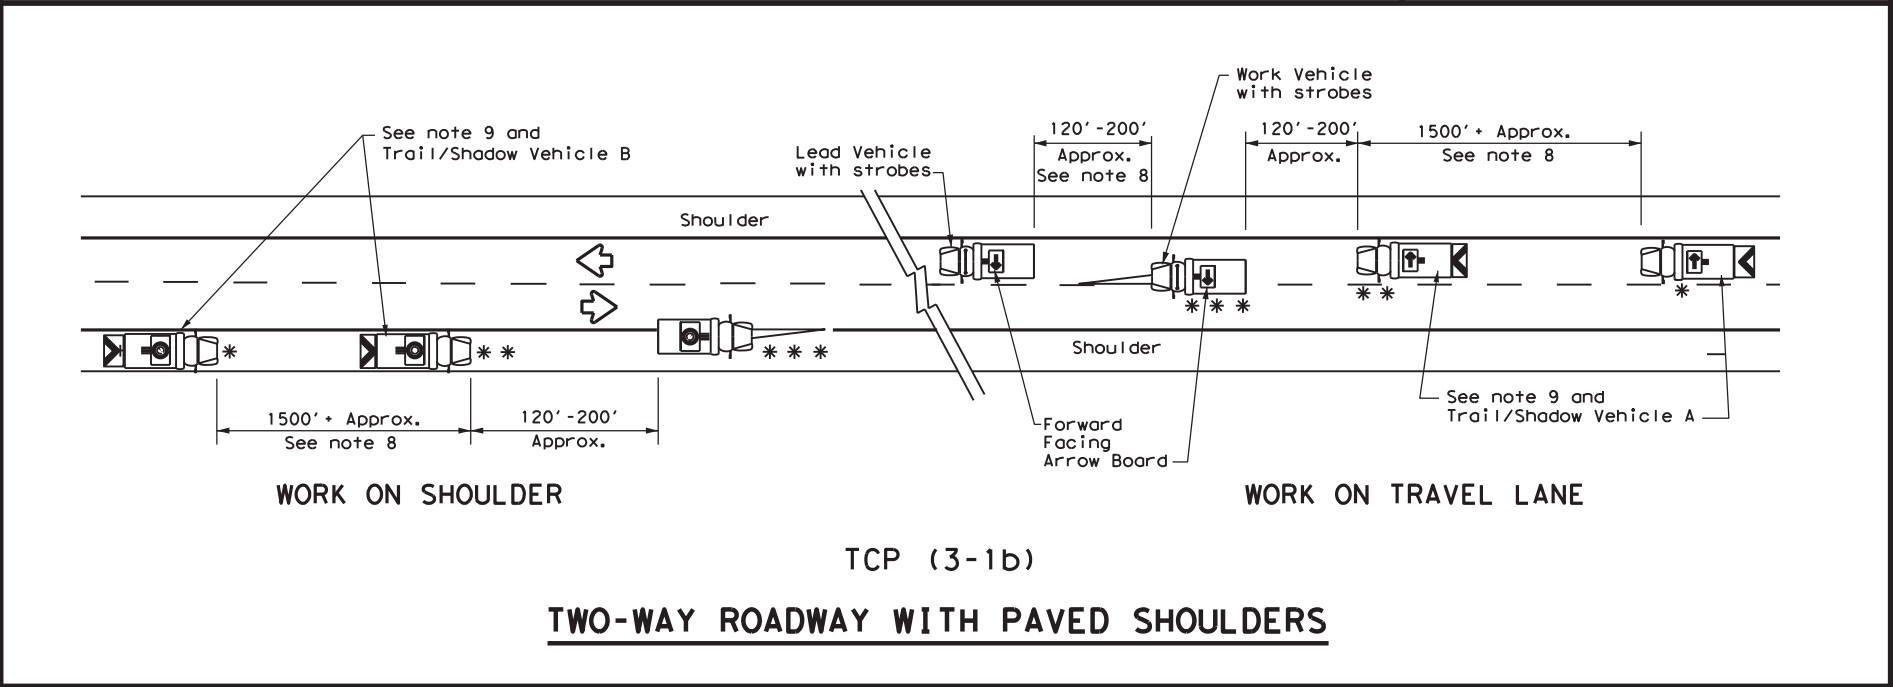 Work Vehicle
with strobes
See note 9 and
Trail/Shadow Vehicle B
Lead Vehicle
with strobes
120'-200'
Approx.
See note 8
120'-200'
Approx.
1500'+ Approx.
See note 8
Shoulder
*
* *
* * *
* * *
* *
*
Shoulder
1500'+ Approx.
See note 8
120'-200'
Approx.
Forward
Facing
Arrow Board
See note 9 and
Trail/Shadow Vehicle A
WORK ON SHOULDER
WORK ON TRAVEL LANE
TCP (3-1b)
TWO-WAY ROADWAY WITH PAVED SHOULDERS